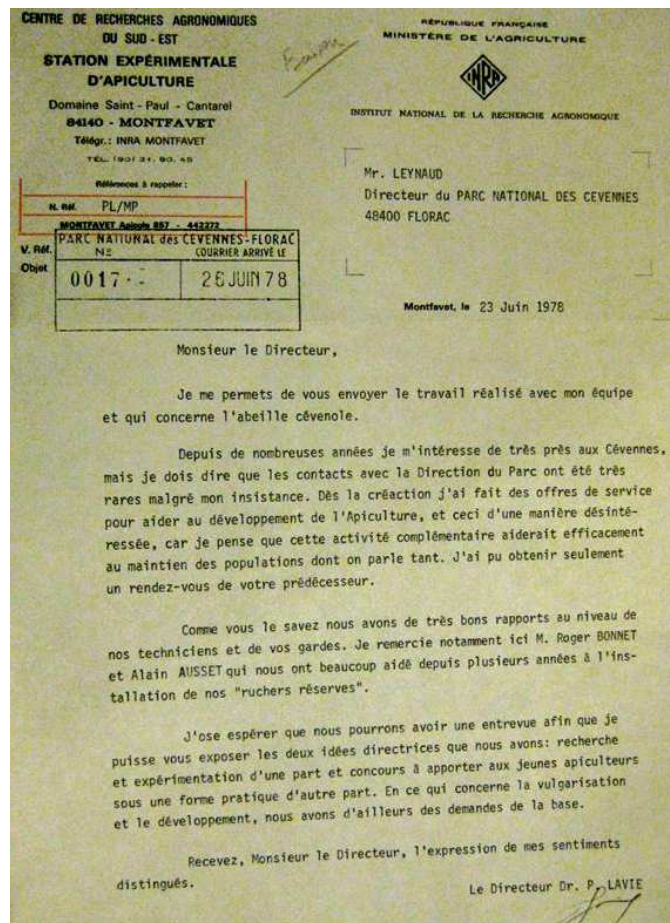 CENTRE DE RECHERCHES AGRONOMIQUES
DU SUD - EST
STATION EXPÉRIMENTALE
D'APICULTURE
Domaine Saint - Paul - Cantarel
84140 - MONTFAVET
Télégr.: INRA MONTFAVET
TÉL. (90) 31. 90. 45
RÉPUBLIQUE FRANÇAISE
MINISTÈRE DE L'AGRICULTURE
INRA
INSTITUT NATIONAL DE LA RECHERCHE AGRONOMIQUE
Références à rappeler :
N. Réf. PL/MP
MONTFAVET Apicole 857 - 442272
Mr. LEYNAUD
Directeur du PARC NATIONAL DES CEVENNES
48400 FLORAC
V. Réf.
Objet
PARC NATIONAL des CÉVENNES-FLORAC
Nº COURRIER ARRIVÉ LE
0017 26 JUIN 78
Montfavet, le 23 Juin 1978
Monsieur le Directeur,
Je me permets de vous envoyer le travail réalisé avec mon équipe
et qui concerne l'abeille cévenole.
Depuis de nombreuses années je m'intéresse de très près aux Cévennes,
mais je dois dire que les contacts avec la Direction du Parc ont été très
rares malgré mon insistance. Dès la créaction j'ai fait des offres de service
pour aider au développement de l'Apiculture, et ceci d'une manière désinté-
ressée, car je pense que cette activité complémentaire aiderait efficacement
au maintien des populations dont on parle tant. J'ai pu obtenir seulement
un rendez-vous de votre prédécesseur.
Comme vous le savez nous avons de très bons rapports au niveau de
nos techniciens et de vos gardes. Je remercie notamment ici M. Roger BONNET
et Alain AUSSET qui nous ont beaucoup aidé depuis plusieurs années à l'ins-
tallation de nos "ruchers réserves".
J'ose espérer que nous pourrons avoir une entrevue afin que je
puisse vous exposer les deux idées directrices que nous avons: recherche
et expérimentation d'une part et concours à apporter aux jeunes apiculteurs
sous une forme pratique d'autre part. En ce qui concerne la vulgarisation
et le développement, nous avons d'ailleurs des demandes de la base.
Recevez, Monsieur le Directeur, l'expression de mes sentiments
distingués.
Le Directeur Dr. P. LAVIE